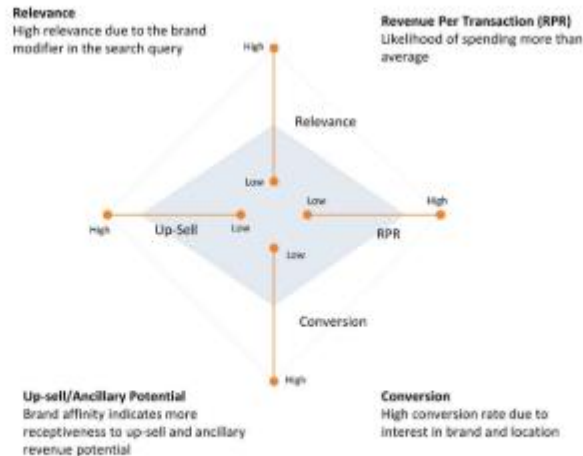 Relevance
High relevance due to the brand
modifier in the search query
Revenue Per Transaction (RPR)
Likelihood of spending more than
average
High
Relevance
Low
Low
High
High
Up-Sell
Low
RPR
Low
Conversion
High
Up-sell/Ancillary Potential
Brand affinity indicates more
receptiveness to up-sell and ancillary
revenue potential
Conversion
High conversion rate due to
interest in brand and location